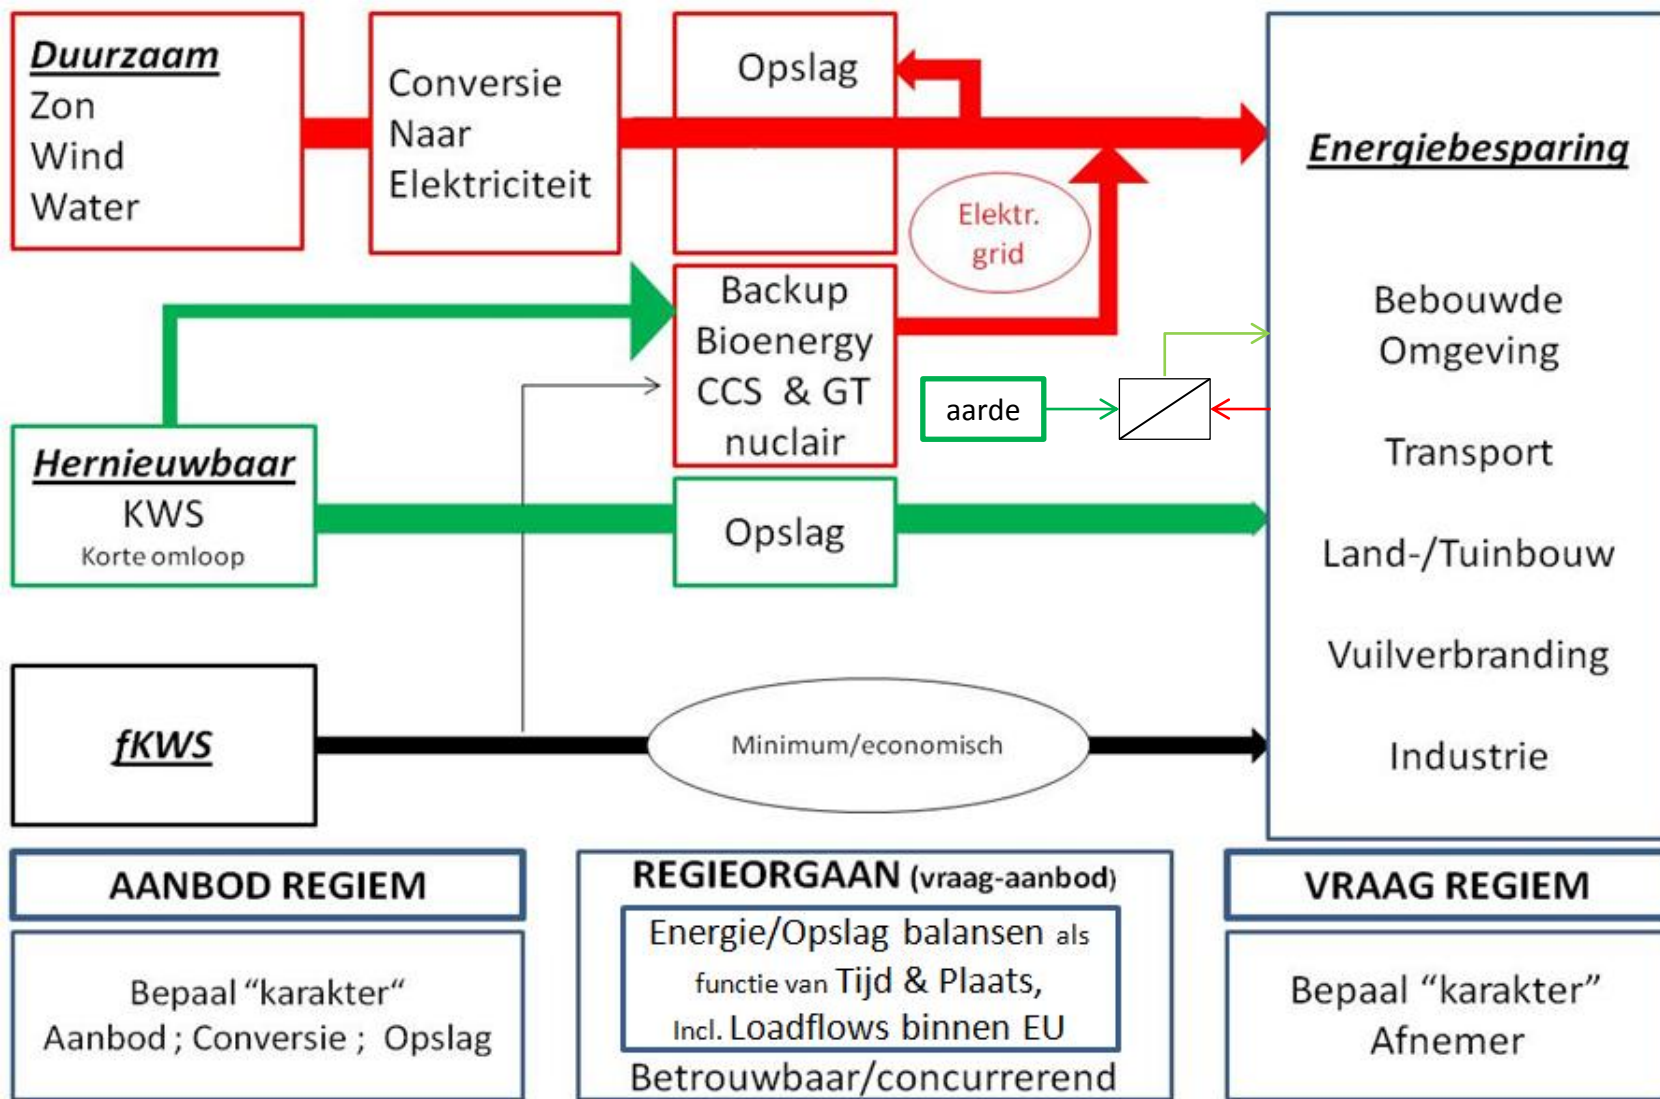 Duurzaam
Zon
Wind
Water
Conversie
Naar
Elektriciteit
Opslag
Elektr.
grid
Backup
Bioenergy
CCS & GT
nuclair
aarde
Hernieuwbaar
KWS
Korte omloop
Opslag
fKWS
Minimum/economisch
Energiebesparing
Bebouwde
Omgeving
Transport
Land-/Tuinbouw
Vuilverbranding
Industrie
AANBOD REGIEM
Bepaal “karakter“
Aanbod ; Conversie ; Opslag
REGIEORGAAN (vraag-aanbod)
Energie/Opslag balansen als
functie van Tijd & Plaats,
Incl. Loadflows binnen EU
Betrouwbaar/concurrerend
VRAAG REGIEM
Bepaal “karakter”
Afnemer